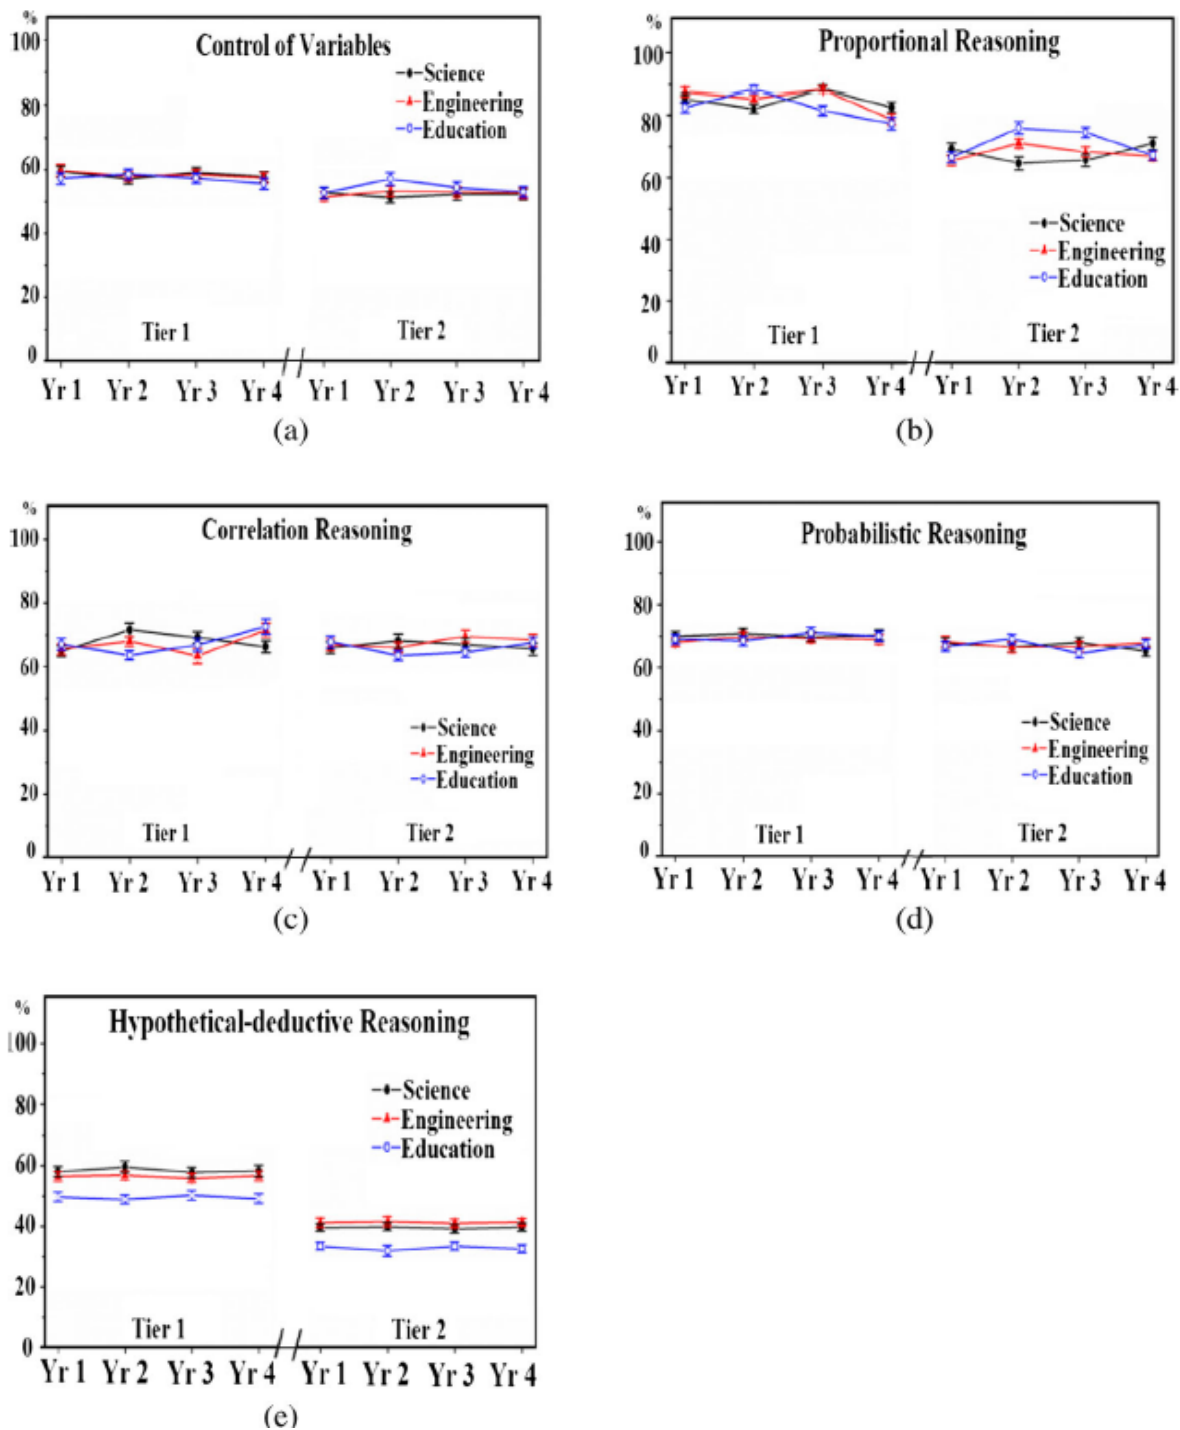 %
100
80
60
40
20
0
Control of Variables
Science
Engineering
Education
Tier 1
Tier 2
Yr 1 Yr 2 Yr 3 Yr 4 Yr 1 Yr 2 Yr 3 Yr 4
(a)
%
100
80
60
40
20
0
Proportional Reasoning
Science
Engineering
Education
Tier 1
Tier 2
Yr 1 Yr 2 Yr 3 Yr 4 Yr 1 Yr 2 Yr 3 Yr 4
(b)
%
100
80
60
40
20
0
Correlation Reasoning
Science
Engineering
Education
Tier 1
Tier 2
Yr 1 Yr 2 Yr 3 Yr 4 Yr 1 Yr 2 Yr 3 Yr 4
(c)
%
100
80
60
40
20
0
Probabilistic Reasoning
Science
Engineering
Education
Tier 1
Tier 2
Yr 1 Yr 2 Yr 3 Yr 4 Yr 1 Yr 2 Yr 3 Yr 4
(d)
%
100
80
60
40
20
0
Hypothetical-deductive Reasoning
Science
Engineering
Education
Tier 1
Tier 2
Yr 1 Yr 2 Yr 3 Yr 4 Yr 1 Yr 2 Yr 3 Yr 4
(e)